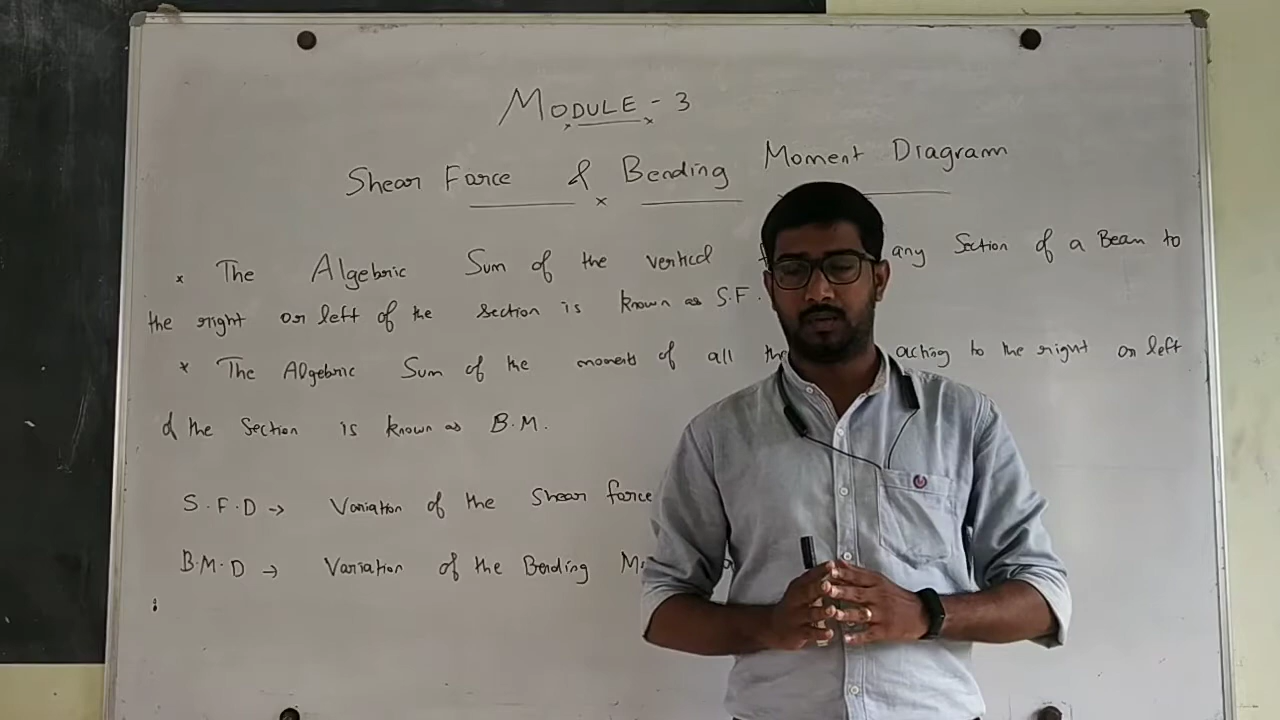 MODULE - 3
Shear Force & Bending Moment Diagram
* The Algebric Sum of the vertical any Section of a Beam to
the right or left of the section is known as S.F.
* The Algebric Sum of the moments of all acting to the right or left
of the Section is known as B.M.
S.F.D → Variation of the Shear force
B.M.D → Variation of the Bending